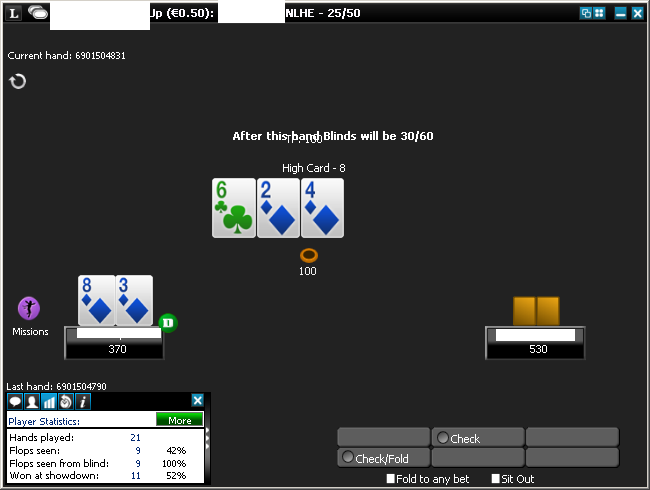 L Up (€0.50): NLHE - 25/50
Current hand: 6901504831
After this hand Blinds will be 30/60
High Card - 8
6 2 4
100
8 3
D
Missions
370
530
Last hand: 6901504790
i
Player Statistics: More
Hands played: 21
Flops seen: 9 42%
Flops seen from blind: 9 100%
Won at showdown: 11 52%
Check
Check/Fold
Fold to any bet Sit Out